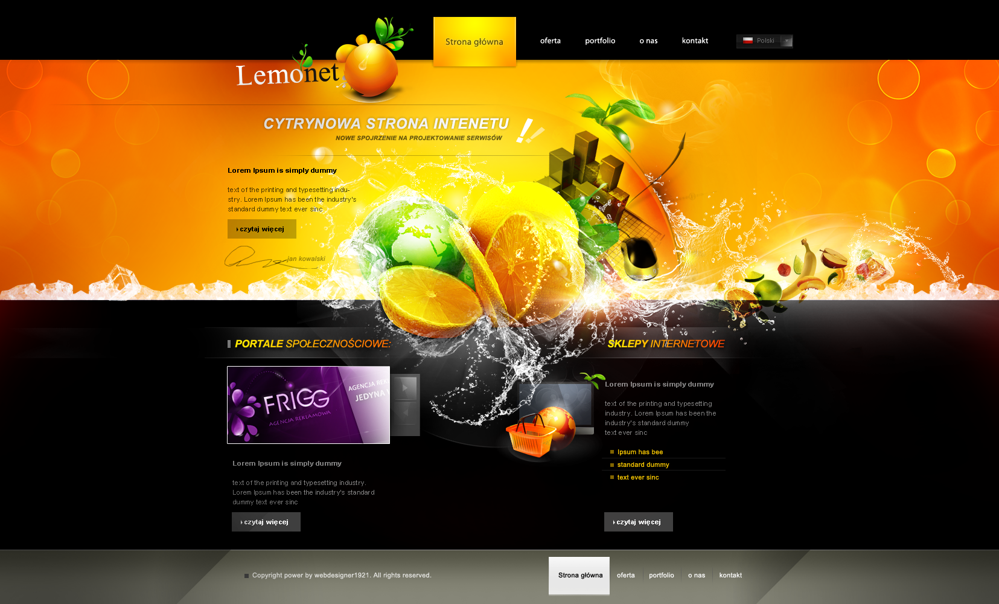 Strona główna
oferta
portfolio
o nas
kontakt
Polski
Lemonet
CYTRYNOWA STRONA INTENETU !
NOWE SPOJRZENIE NA PROJEKTOWANIE SERWISÓW
Lorem Ipsum is simply dummy
text of the printing and typesetting indu-
stry. Lorem Ipsum has been the industry's
standard dummy text ever sinc
czytaj więcej
jan kowalski
PORTALE SPOŁECZNOŚCIOWE:
FRIGG
AGENCJA REKLAMOWA
AGENCJA REKL
JEDYNA
Lorem Ipsum is simply dummy
text of the printing and typesetting industry.
Lorem Ipsum has been the industry's standard
dummy text ever sinc
czytaj więcej
SKLEPY INTERNETOWE
Lorem Ipsum is simply dummy
text of the printing and typesetting
industry. Lorem Ipsum has been the
industry's standard dummy
text ever sinc
Ipsum has bee
standard dummy
text ever sinc
czytaj więcej
Copyright power by webdesigner1921. All rights reserved.
Strona główna
oferta
portfolio
o nas
kontakt